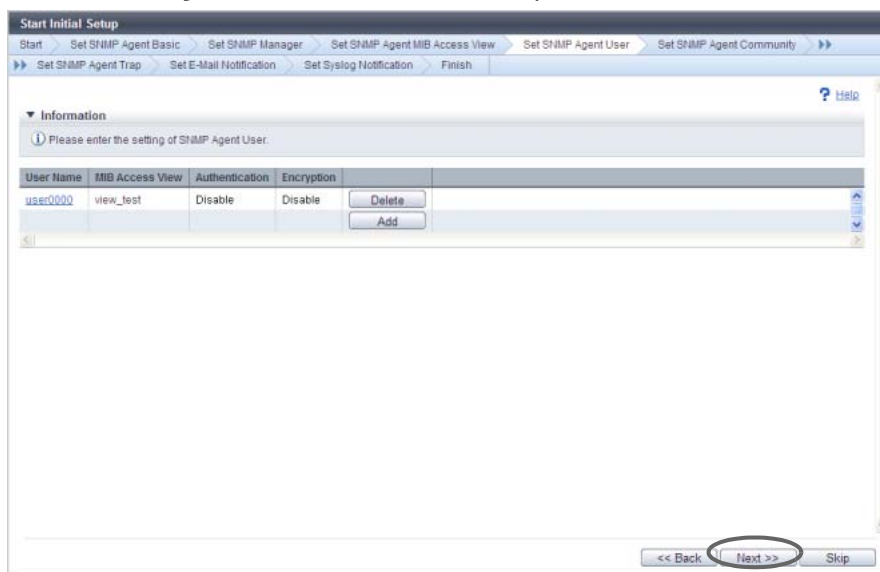 Start Initial Setup
Start Set SNMP Agent Basic Set SNMP Manager Set SNMP Agent MIB Access View Set SNMP Agent User Set SNMP Agent Community
Set SNMP Agent Trap Set E-Mail Notification Set Syslog Notification Finish
? Help
▼ Information
Please enter the setting of SNMP Agent User.
User Name MIB Access View Authentication Encryption
user0000 view_test Disable Disable Delete
Add
<< Back Next >> Skip